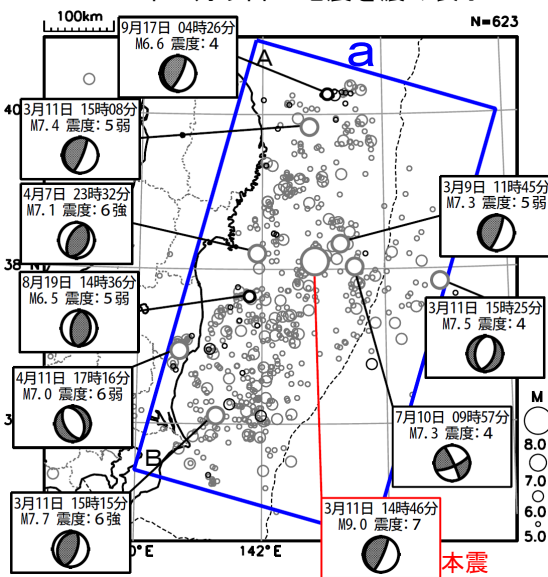 100km
N=623
9月17日 04時26分
M6.6 震度：4
a
A
40
3月11日 15時08分
M7.4 震度：5弱
4月7日 23時32分
M7.1 震度：6強
3月9日 11時45分
M7.3 震度：5弱
38
8月19日 14時36分
M6.5 震度：5弱
3月11日 15時25分
M7.5 震度：4
4月11日 17時16分
M7.0 震度：6弱
7月10日 09時57分
M7.3 震度：4
M
8.0
7.0
6.0
5.0
B
3月11日 15時15分
M7.7 震度：6強
3月11日 14時46分
M9.0 震度：7
本震
0°E
142°E